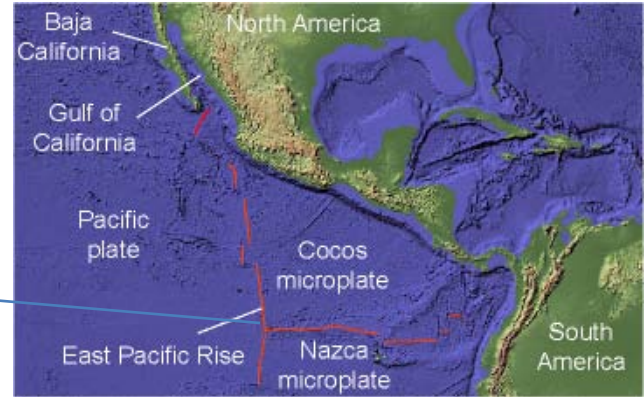 Baja
California
North America
Gulf of
California
Pacific
plate
Cocos
microplate
East Pacific Rise
Nazca
microplate
South
America